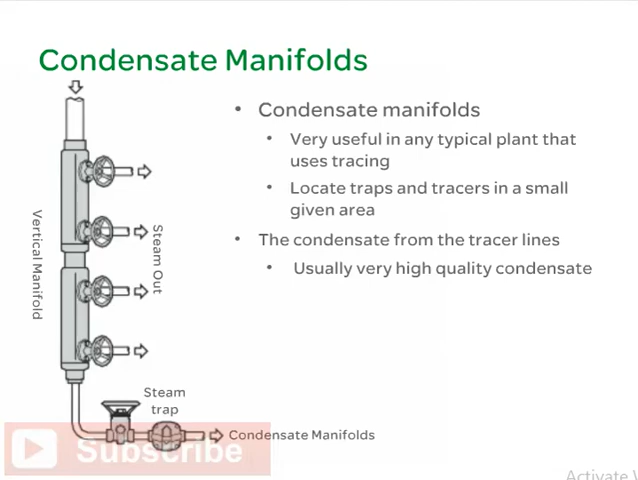 Condensate Manifolds
• Condensate manifolds
• Very useful in any typical plant that
uses tracing
• Locate traps and tracers in a small
given area
• The condensate from the tracer lines
• Usually very high quality condensate
Vertical Manifold
Steam Out
Steam
trap
Condensate Manifolds
Subscribe
Activate